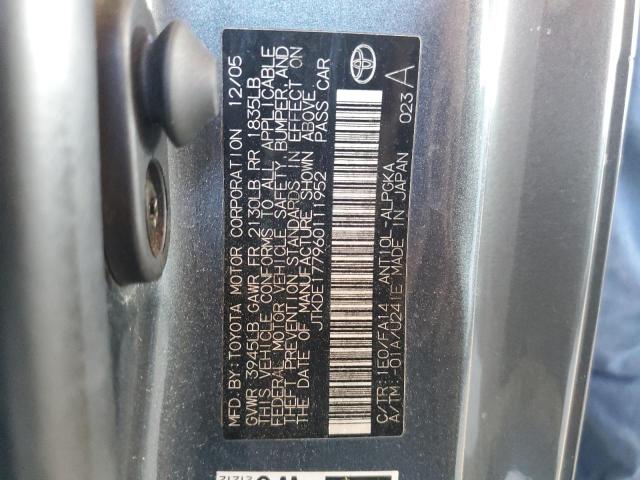 MFD. BY: TOYOTA MOTOR CORPORATION 12/05
GVWR 3945LB GAWR FR 2130LB RR 1835LB
THIS VEHICLE CONFORMS TO ALL APPLICABLE
FEDERAL MOTOR VEHICLE SAFETY, BUMPER, AND
THEFT PREVENTION STANDARDS IN EFFECT ON
THE DATE OF MANUFACTURE SHOWN ABOVE.
JTKDE177960111952 PASS CAR
C/TR: 1E0/FA14 ANT10L-ALPGKA
A/TM: -01A/U241E MADE IN JAPAN
023 A